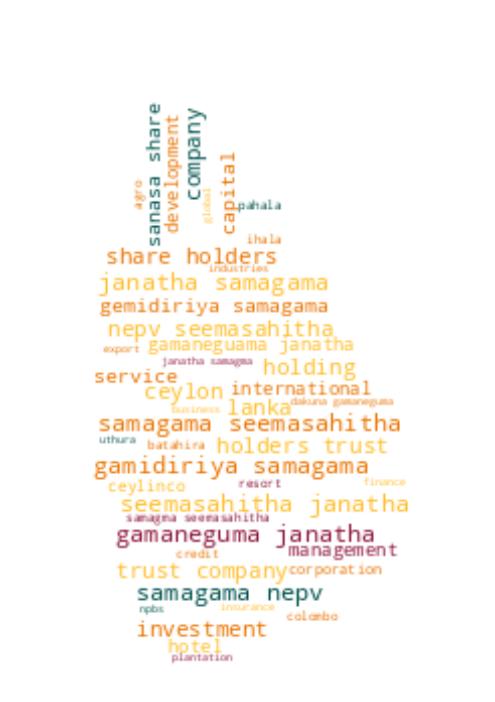 sanasa share
development
company
agro
global
capital
pahala
ihala
share holders
industries
janatha samagama
gemidiriya samagama
nepv seemasahitha
gamaneguama janatha
export
janatha samagma
holding
service
ceylon
international
dakuna gamaneguma
business
lanka
samagama seemasahitha
uthura
batahira
holders trust
gamidiriya samagama
ceylinco
resort
finance
seemasahitha janatha
samagma seemasahitha
gamaneguma janatha
management
credit
trust company
corporation
samagama nepv
npbs
insurance
colombo
investment
hotel
plantation